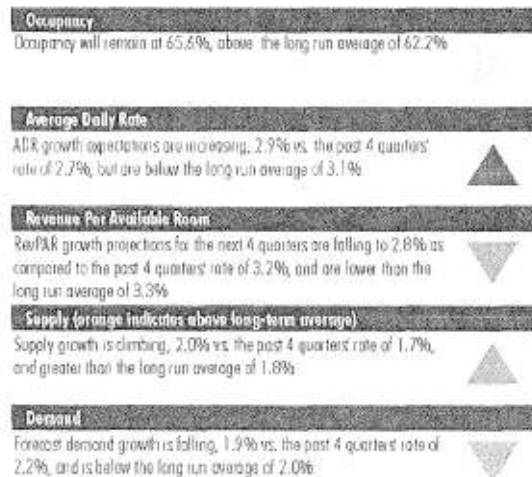 Occupancy
Occupancy will remain at 65.6%, above the long run average of 62.2%
Average Daily Rate
ADR growth expectations are increasing, 2.9% vs. the past 4 quarters'
rate of 2.7%, but are below the long run average of 3.1%
Revenue Per Available Room
RevPAR growth projections for the next 4 quarters are falling to 2.8% as
compared to the past 4 quarters' rate of 3.2%, and are lower than the
long run average of 3.3%
Supply (orange indicates above long-term average)
Supply growth is climbing, 2.0% vs. the past 4 quarters' rate of 1.7%,
and greater than the long run average of 1.8%
Demand
Forecast demand growth is falling, 1.9% vs. the past 4 quarters' rate of
2.2%, and is below the long run average of 2.0%